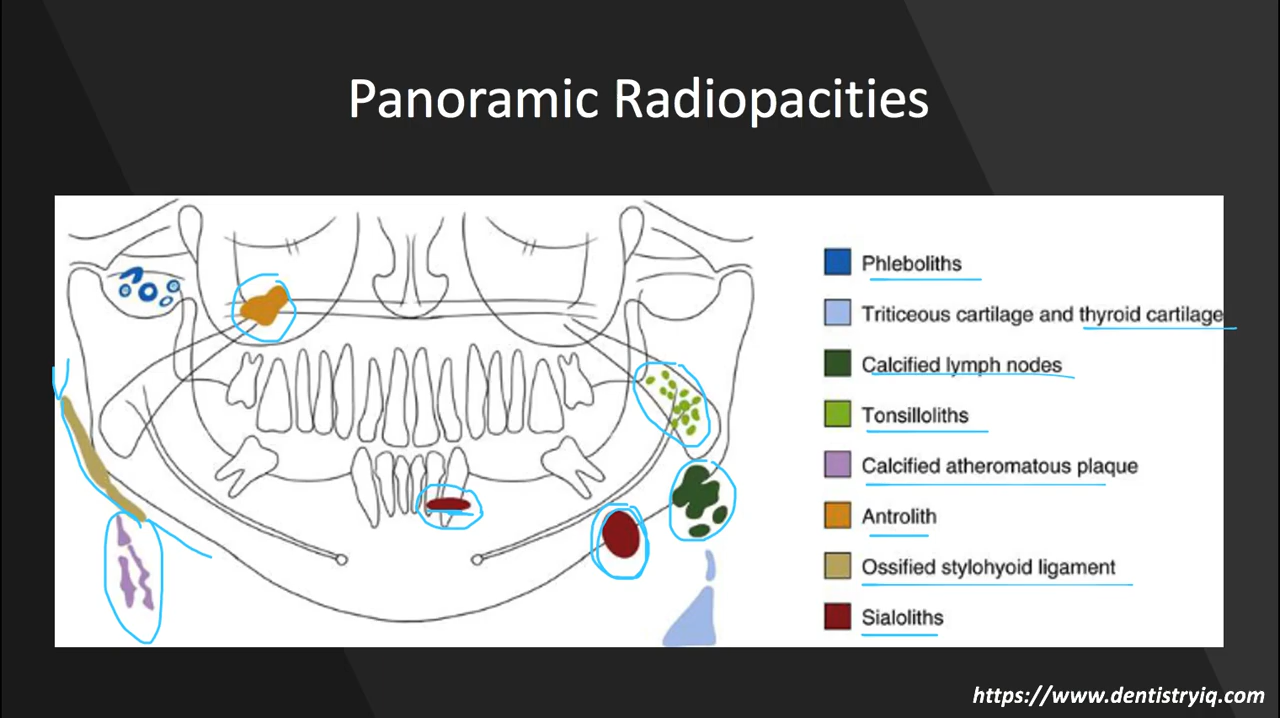 Panoramic Radiopacities
Phleboliths
Triticeous cartilage and thyroid cartilage
Calcified lymph nodes
Tonsilloliths
Calcified atheromatous plaque
Antrolith
Ossified stylohyoid ligament
Sialoliths
https://www.dentistryiq.com